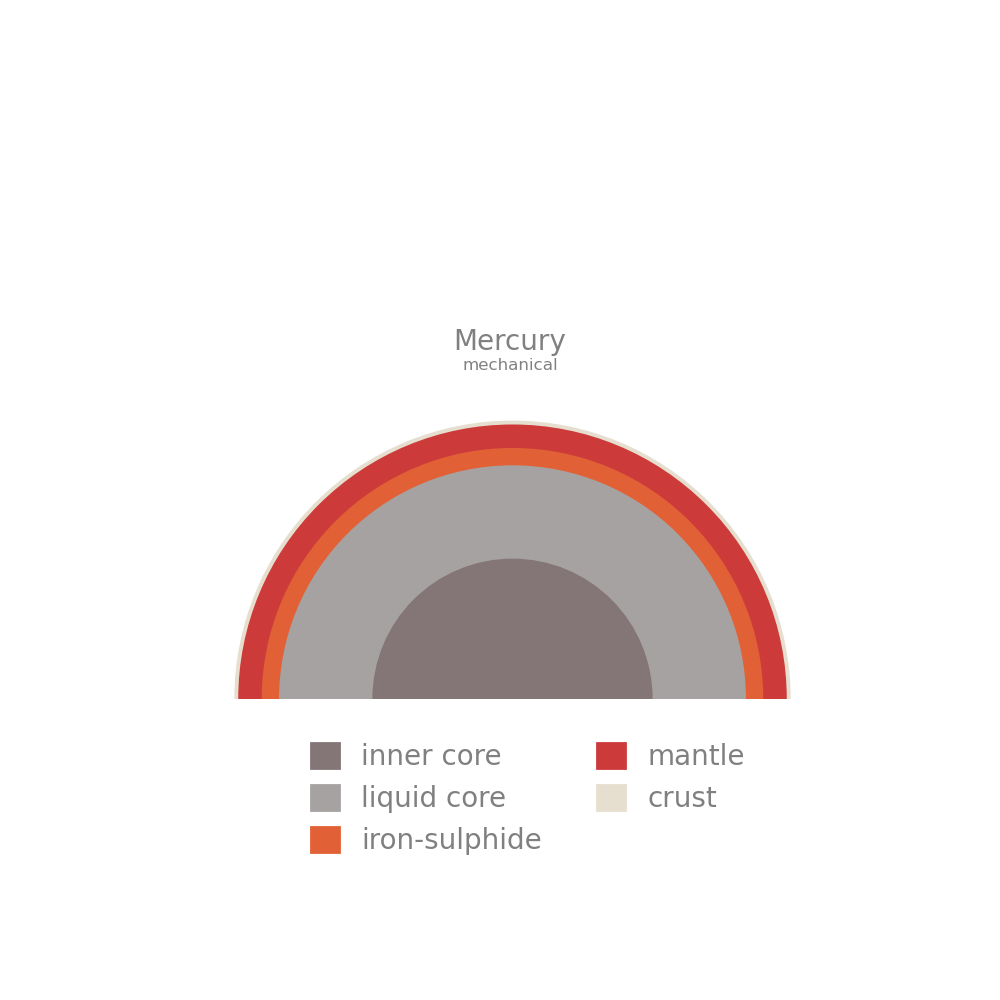 Mercury
mechanical
inner core
liquid core
iron-sulphide
mantle
crust